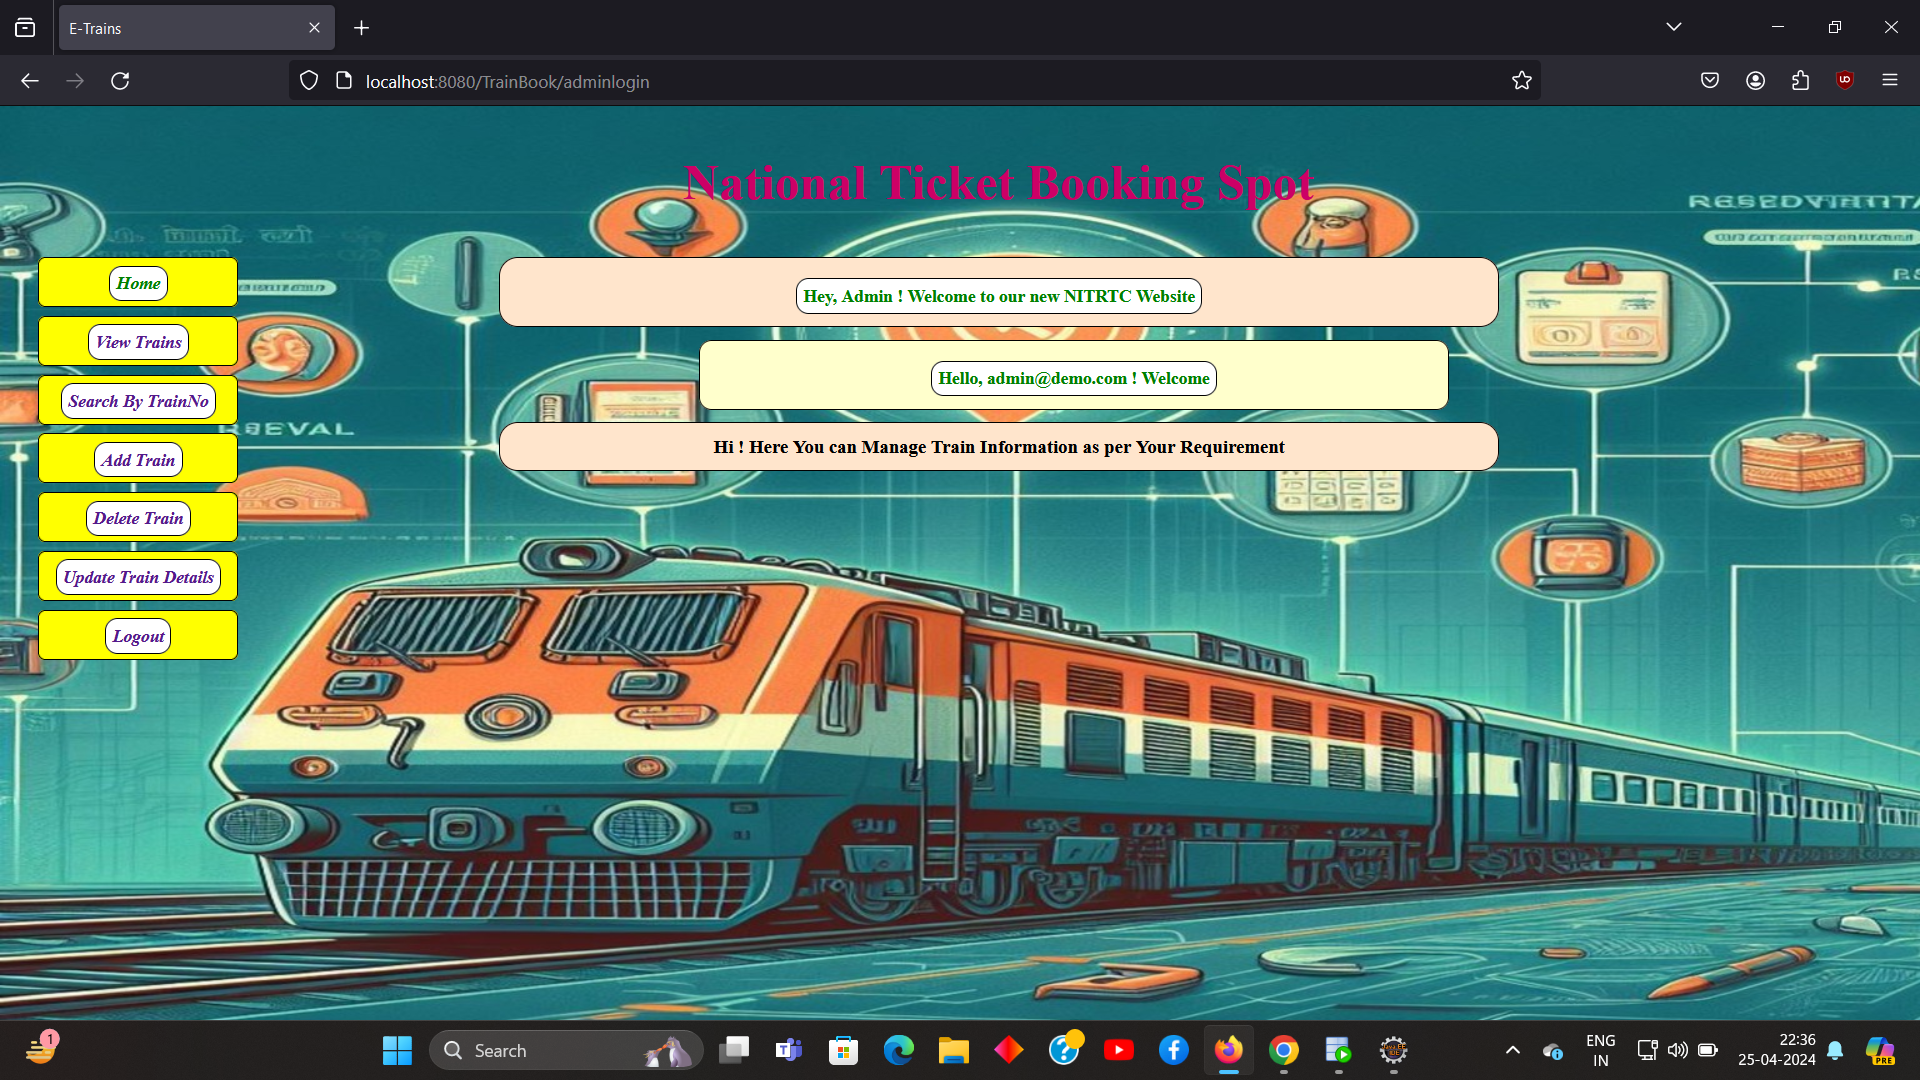 E-Trains
localhost:8080/TrainBook/adminlogin
National Ticket Booking Spot
Home
View Trains
Search By TrainNo
Add Train
Delete Train
Update Train Details
Logout
Hey, Admin ! Welcome to our new NITRTC Website
Hello, admin@demo.com ! Welcome
Hi ! Here You can Manage Train Information as per Your Requirement
1
Search
ENG
IN
22:36
25-04-2024
PRE